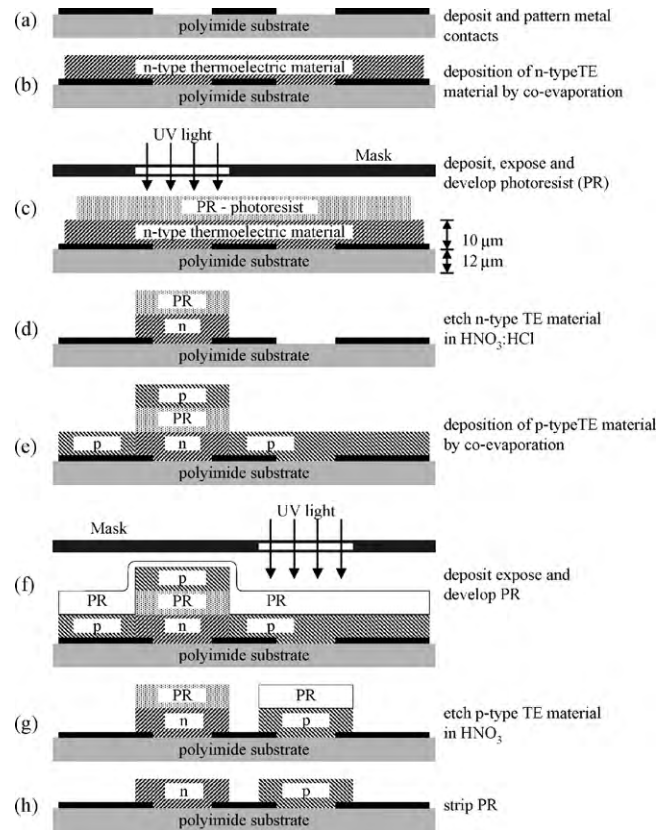 (a)
deposit and pattern metal
contacts
polyimide substrate
(b)
n-type thermoelectric material
deposition of n-typeTE
material by co-evaporation
polyimide substrate
UV light
Mask
deposit, expose and
develop photoresist (PR)
(c)
PR - photoresist
n-type thermoelectric material
10 μm
polyimide substrate
12 μm
(d)
PR
n
etch n-type TE material
in HNO₃:HCl
polyimide substrate
(e)
p
PR
p
n
p
deposition of p-typeTE material
by co-evaporation
polyimide substrate
Mask
UV light
(f)
p
deposit expose and
develop PR
PR
PR
PR
p
n
p
polyimide substrate
(g)
PR
PR
n
p
etch p-type TE material
in HNO₃
polyimide substrate
(h)
n
p
strip PR
polyimide substrate